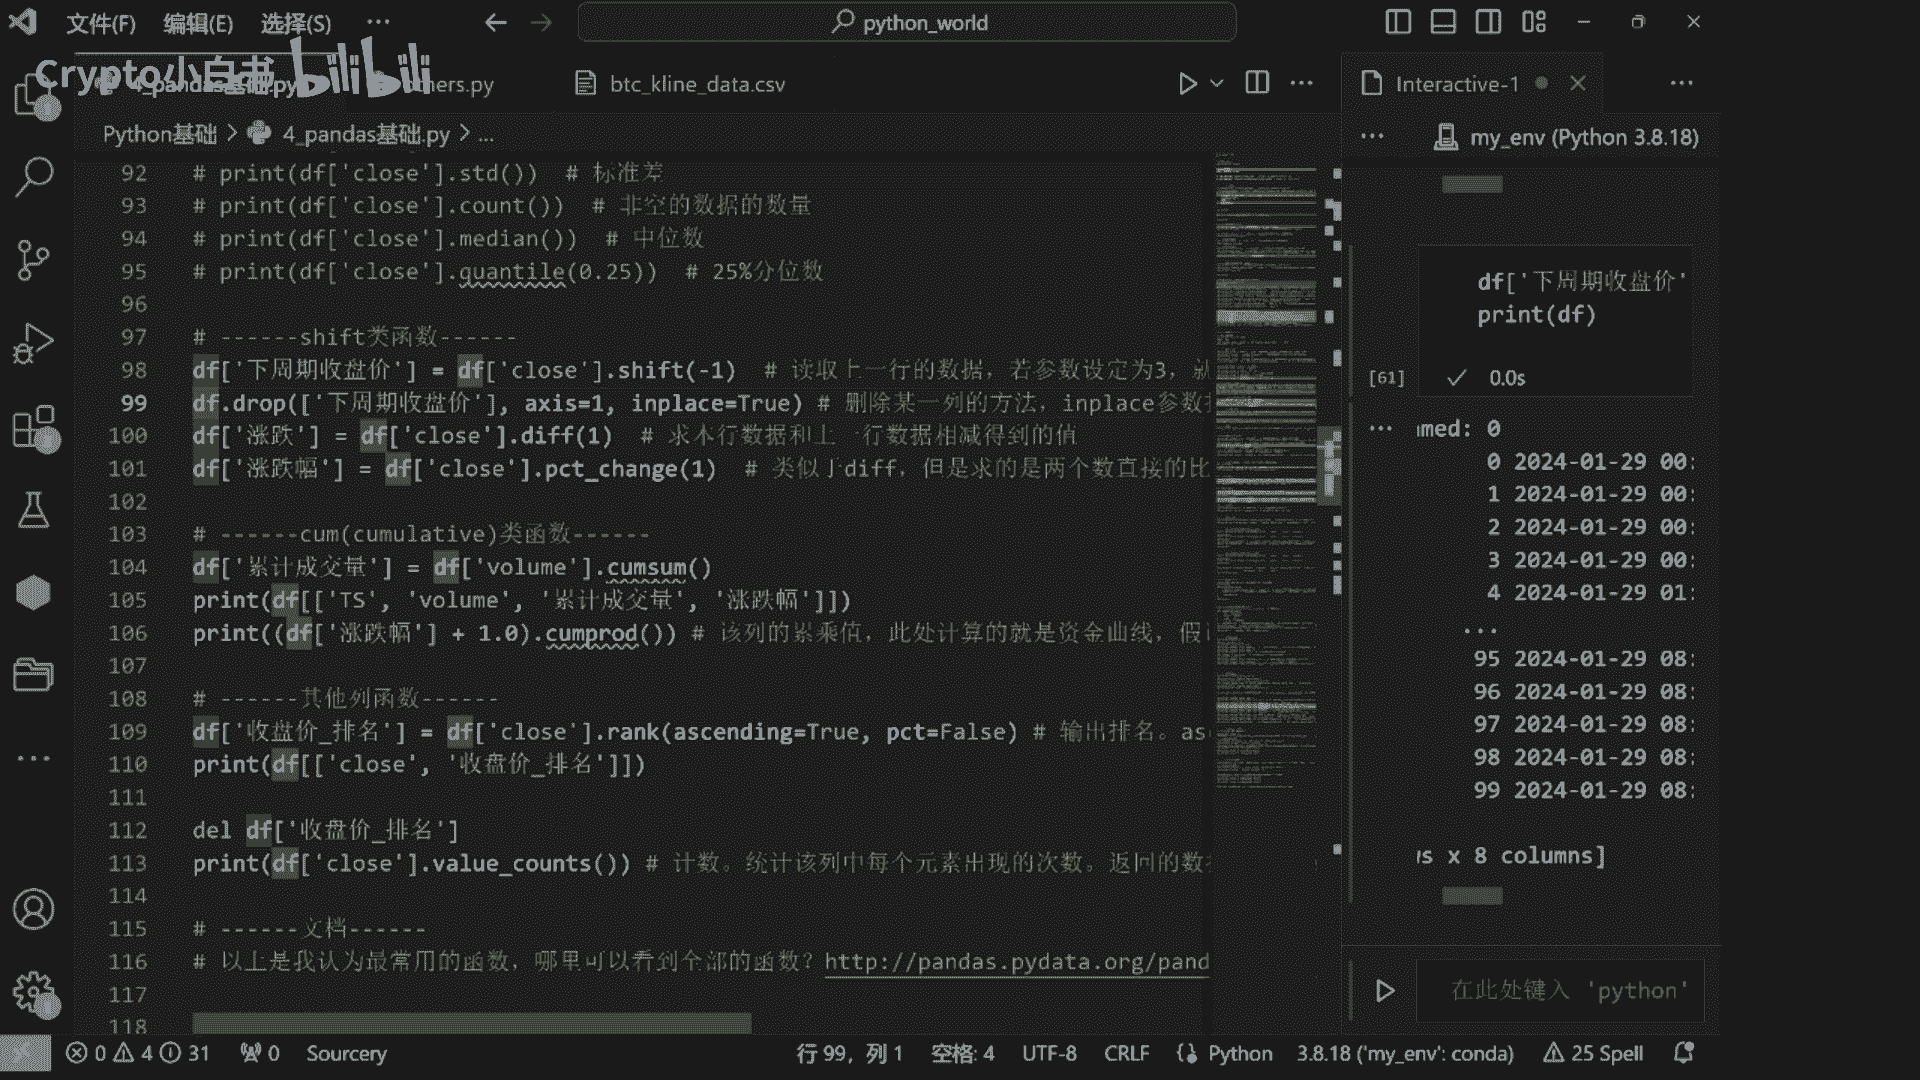 文件(F) 编辑(E) 选择(S) ··· python_world
Crypto小白书 bilibili
4_pandas基础.py
btc_kline_data.csv
Interactive-1
Python基础 > 4_pandas基础.py > ...
my_env (Python 3.8.18)
92 # print(df['close'].std())  # 标准差
93 # print(df['close'].count())  # 非空的数据的数量
94 # print(df['close'].median())  # 中位数
95 # print(df['close'].quantile(0.25))  # 25%分位数
96
97 # ------shift类函数------
98 df['下周期收盘价'] = df['close'].shift(-1)  # 读取上一行的数据，若参数设定为3，就
99 df.drop(['下周期收盘价'], axis=1, inplace=True) # 删除某一列的方法，inplace参数
100 df['涨跌'] = df['close'].diff(1)  # 求本行数据和上一行数据相减得到的值
101 df['涨跌幅'] = df['close'].pct_change(1)  # 类似于diff，但是求的是两个数直接的比
102
103 # ------cum(cumulative)类函数------
104 df['累计成交量'] = df['volume'].cumsum()
105 print(df[['TS', 'volume', '累计成交量', '涨跌幅']])
106 print((df['涨跌幅'] + 1.0).cumprod()) # 该列的累乘值，此处计算的就是资金曲线，假
107
108 # ------其他列函数------
109 df['收盘价_排名'] = df['close'].rank(ascending=True, pct=False) # 输出排名。as
110 print(df[['close', '收盘价_排名']])
111
112 del df['收盘价_排名']
113 print(df['close'].value_counts()) # 计数。统计该列中每个元素出现的次数。返回的数
114
115 # ------文档------
116 # 以上是我认为最常用的函数，哪里可以看到全部的函数？http://pandas.pydata.org/pand
117
118
df['下周期收盘价'
print(df)
[61] ✓ 0.0s
med: 0
0 2024-01-29 00:
1 2024-01-29 00:
2 2024-01-29 00:
3 2024-01-29 00:
4 2024-01-29 01:
...
95 2024-01-29 08:
96 2024-01-29 08:
97 2024-01-29 08:
98 2024-01-29 08:
99 2024-01-29 08:
s x 8 columns]
在此处键入 'python'
0 4 31 0 Sourcery 行 99，列 1 空格: 4 UTF-8 CRLF Python 3.8.18 ('my_env': conda) 25 Spell